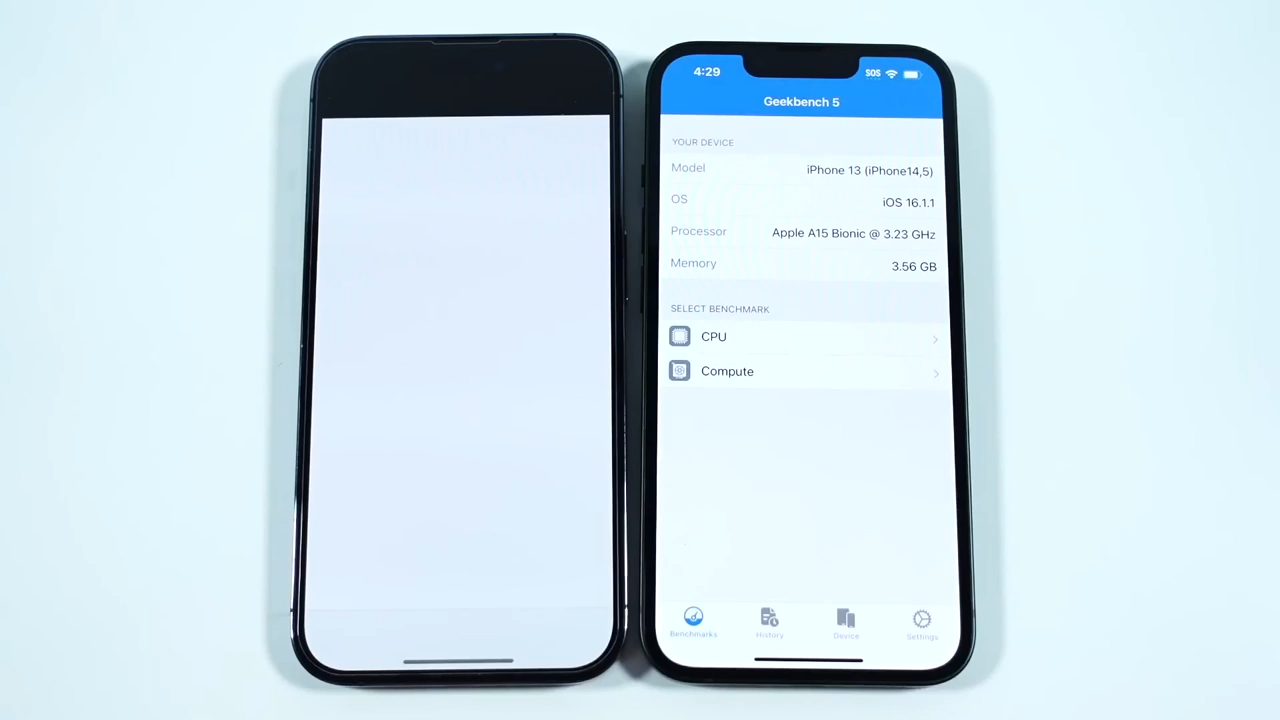 4:29
SOS
Geekbench 5
YOUR DEVICE
Model iPhone 13 (iPhone14,5)
OS iOS 16.1.1
Processor Apple A15 Bionic @ 3.23 GHz
Memory 3.56 GB
SELECT BENCHMARK
CPU
Compute
Benchmarks History Device Settings